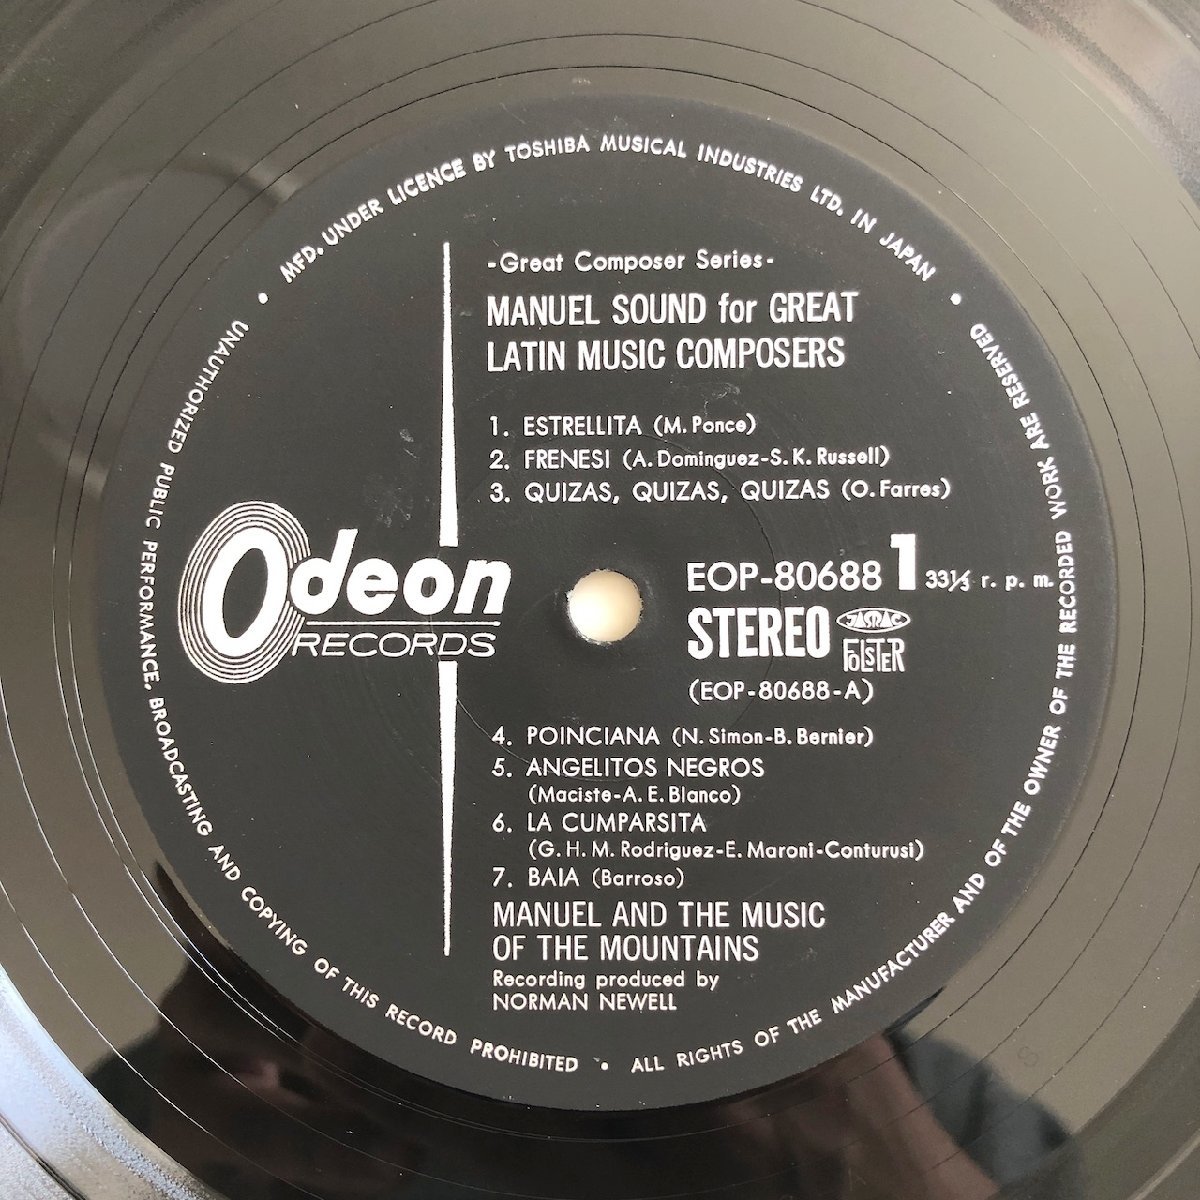 MFD. UNDER LICENCE BY TOSHIBA MUSICAL INDUSTRIES LTD. IN JAPAN
-Great Composer Series-
MANUEL SOUND for GREAT
LATIN MUSIC COMPOSERS
1. ESTRELLITA (M. Ponce)
2. FRENESI (A. Dominguez-S. K. Russell)
3. QUIZAS, QUIZAS, QUIZAS (O. Farres)
Odeon
RECORDS
EOP-80688 1 33⅓ r. p. m.
STEREO JASRAC
FOLSTER
(EOP-80688-A)
4. POINCIANA (N. Simon-B. Bernier)
5. ANGELITOS NEGROS
(Maciste-A. E. Blanco)
6. LA CUMPARSITA
(G. H. M. Rodriguez-E. Maroni-Conturusi)
7. BAIA (Barroso)
MANUEL AND THE MUSIC
OF THE MOUNTAINS
Recording produced by
NORMAN NEWELL
UNAUTHORIZED PUBLIC PERFORMANCE, BROADCASTING AND COPYING OF THIS RECORD PROHIBITED
ALL RIGHTS OF THE MANUFACTURER AND OF THE OWNER OF THE RECORDED WORK ARE RESERVED